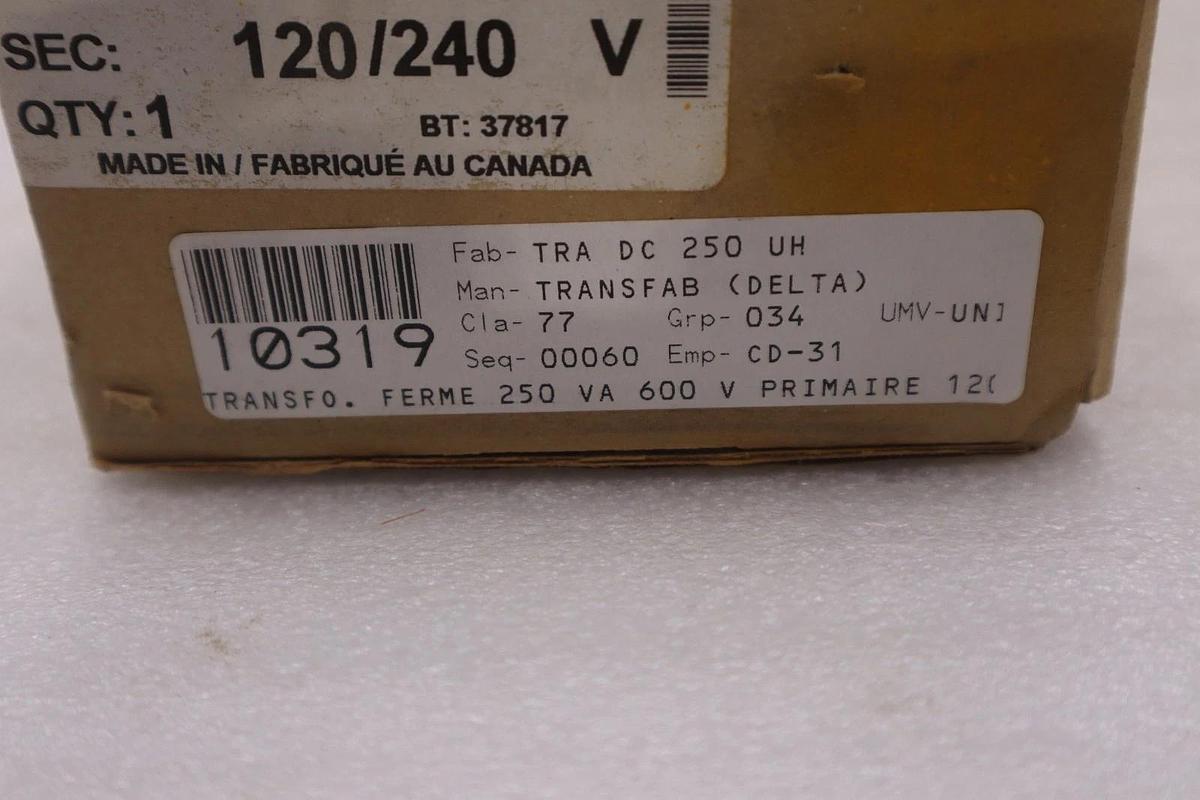 SEC: 120/240 V
QTY: 1 BT: 37817
MADE IN / FABRIQUÉ AU CANADA
Fab- TRA DC 250 UH
Man- TRANSFAB (DELTA)
Cla- 77 Grp- 034 UMV-UNI
10319 Seq- 00060 Emp- CD-31
TRANSFO. FERME 250 VA 600 V PRIMAIRE 12